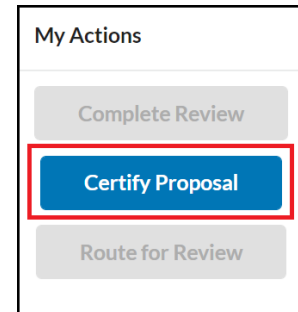 My Actions
Complete Review
Certify Proposal
Route for Review